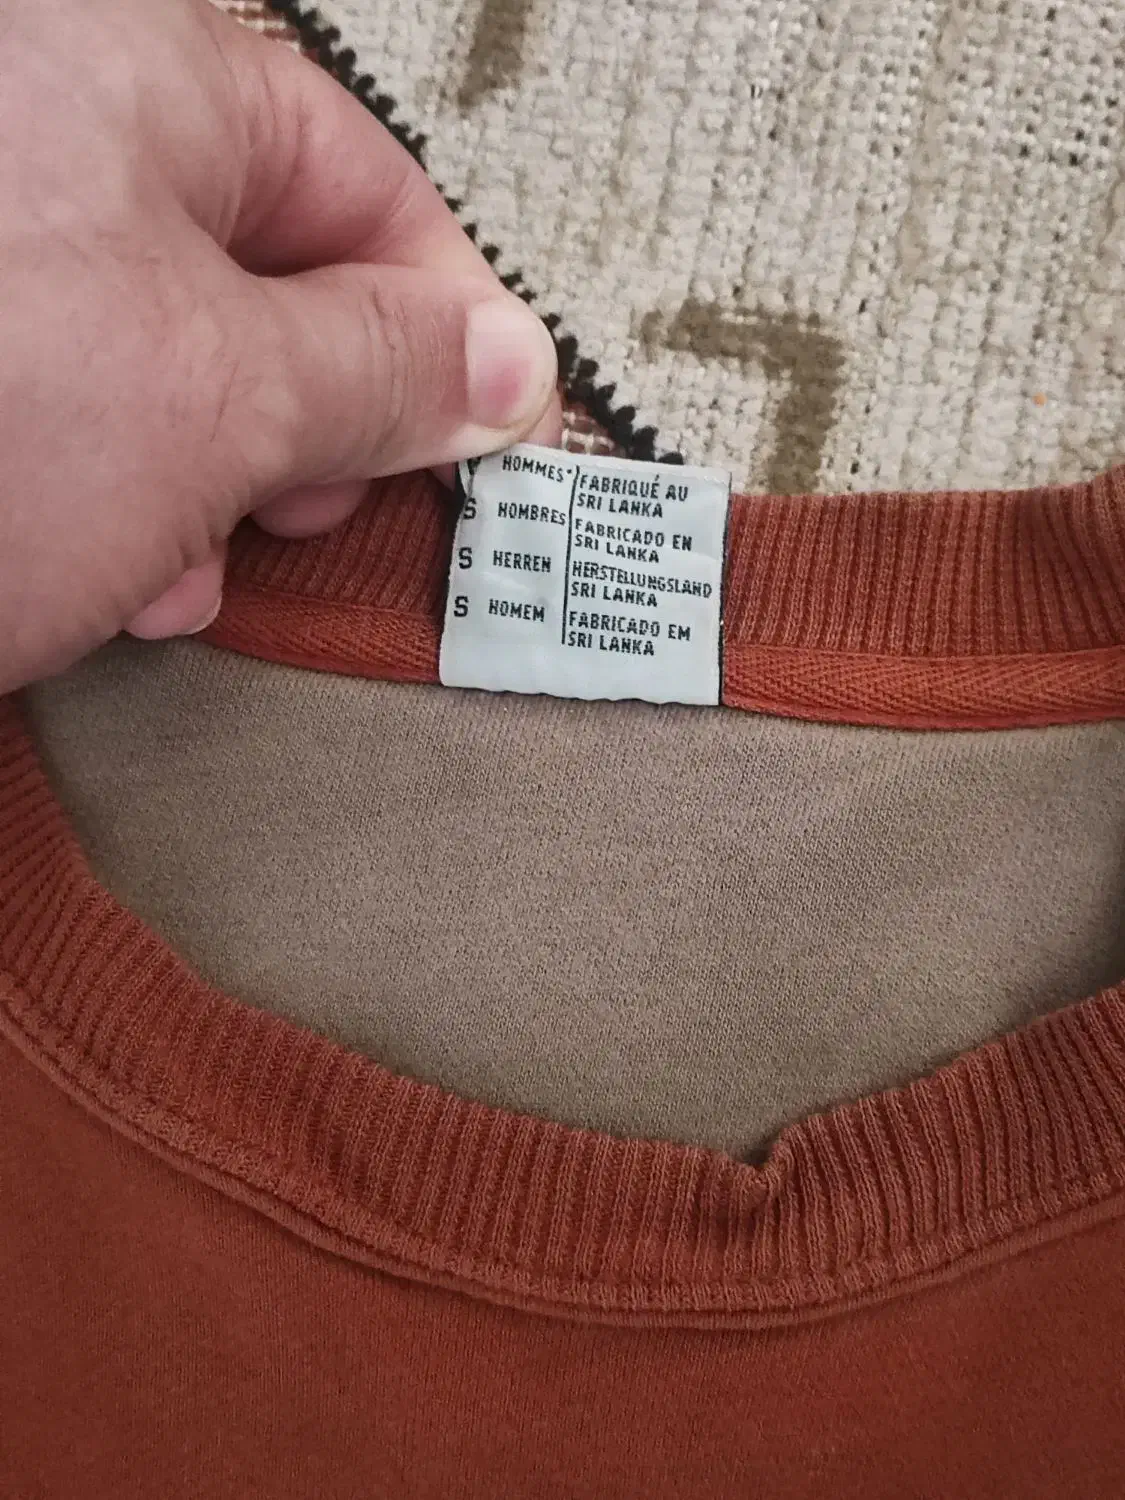 HOMMES
FABRIQUÉ AU
SRI LANKA
S HOMBRES
FABRICADO EN
SRI LANKA
S HERREN
HERSTELLUNGSLAND
SRI LANKA
S HOMEM
FABRICADO EM
SRI LANKA